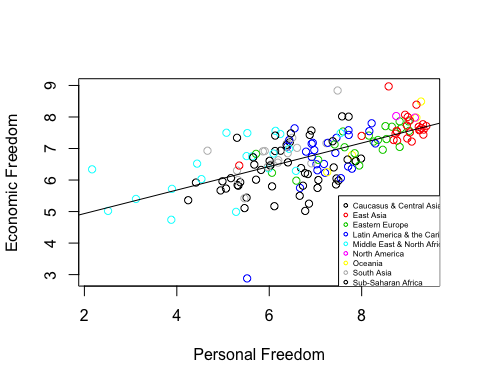 Economic Freedom
9
8
7
6
5
4
3
Caucasus & Central Asia
East Asia
Eastern Europe
Latin America & the Cari
Middle East & North Afric
North America
Oceania
South Asia
Sub-Saharan Africa
2
4
6
8
Personal Freedom